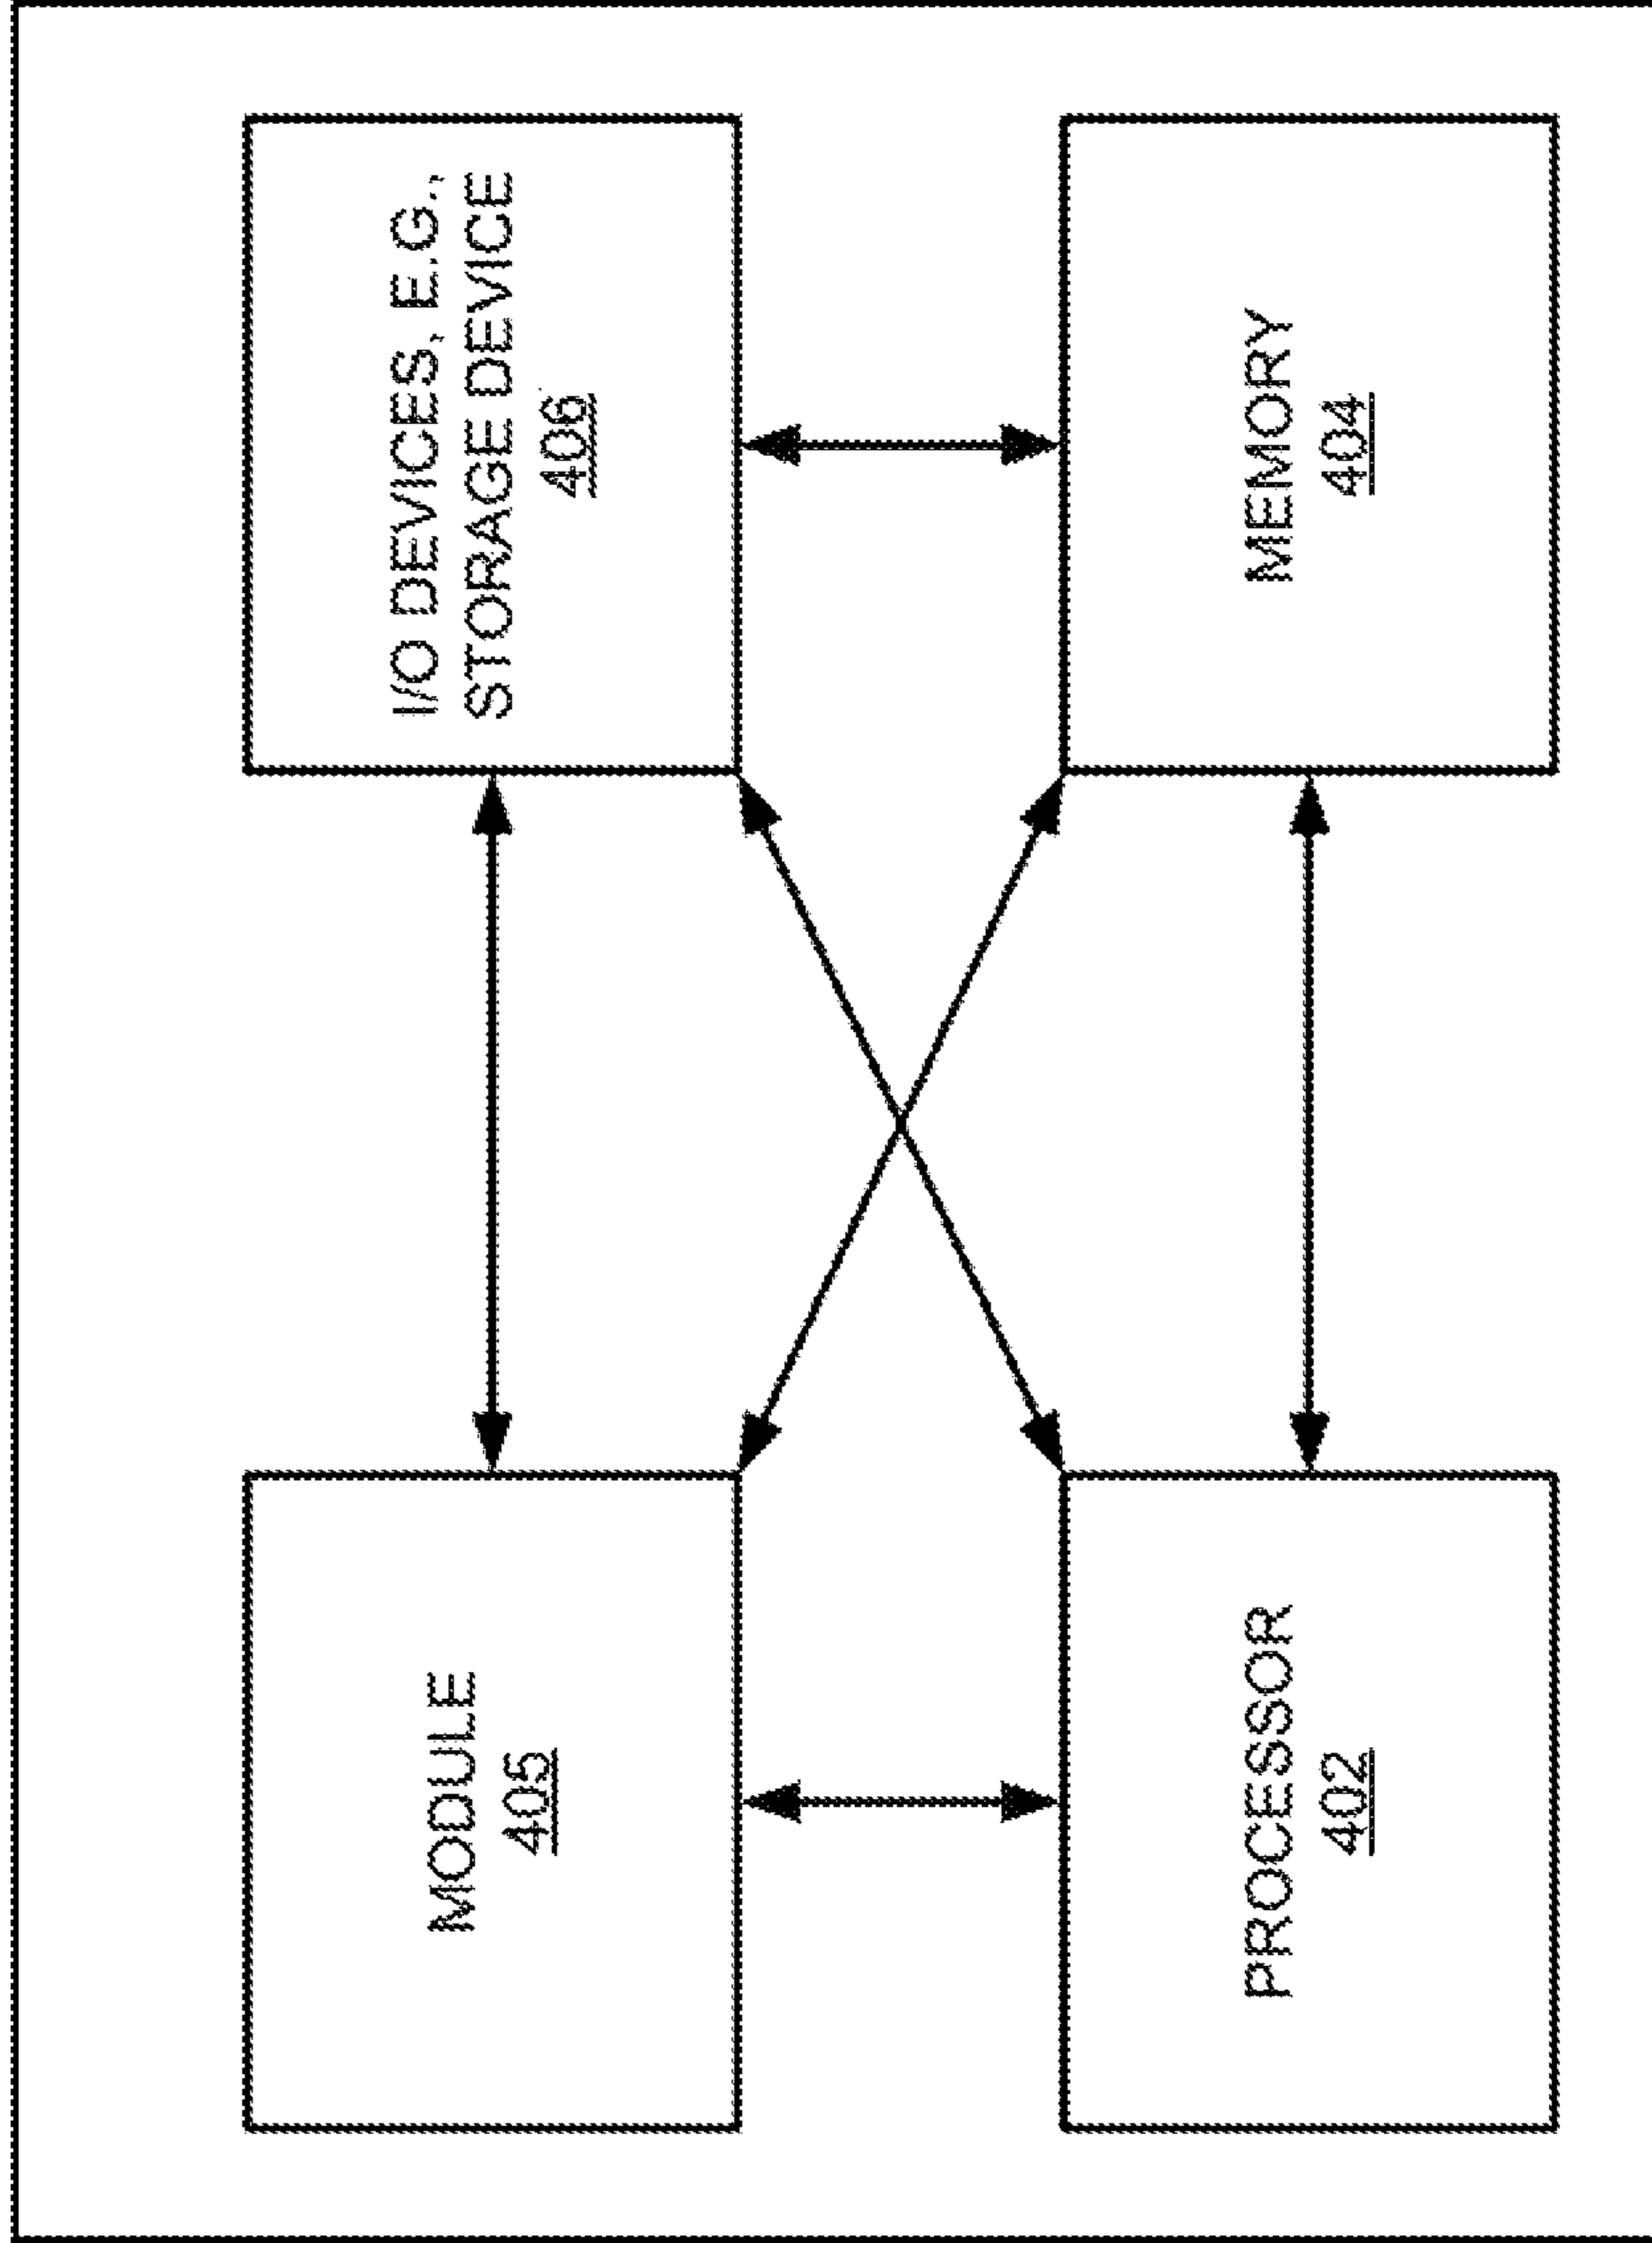 MODULE
405
I/O DEVICES, E.G.,
STORAGE DEVICE
406
PROCESSOR
402
MEMORY
404